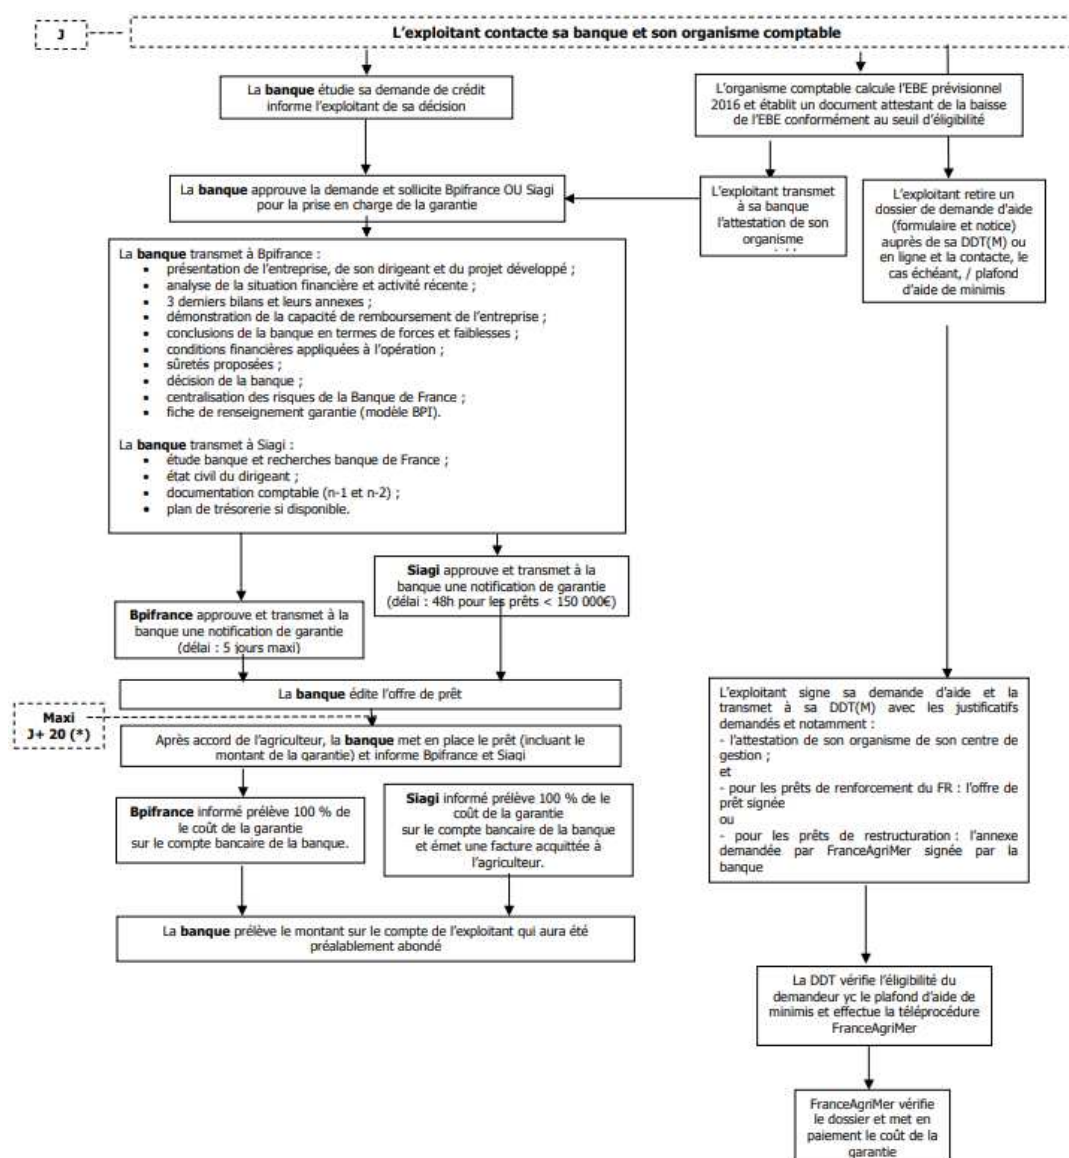 J
L'exploitant contacte sa banque et son organisme comptable
La banque étudie sa demande de crédit
informe l'exploitant de sa décision
L'organisme comptable calcule l'EBE prévisionnel
2016 et établit un document attestant de la baisse
de l'EBE conformément au seuil d'éligibilité
La banque approuve la demande et sollicite Bpifrance OU Siagi
pour la prise en charge de la garantie
L'exploitant transmet
à sa banque
l'attestation de son
organisme
L'exploitant retire un
dossier de demande d'aide
(formulaire et notice)
auprès de sa DDT(M) ou
en ligne et la contacte, le
cas échéant, / plafond
d'aide de minimis
La banque transmet à Bpifrance :
• présentation de l'entreprise, de son dirigeant et du projet développé ;
• analyse de la situation financière et activité récente ;
• 3 derniers bilans et leurs annexes ;
• démonstration de la capacité de remboursement de l'entreprise ;
• conclusions de la banque en termes de forces et faiblesses ;
• conditions financières appliquées à l'opération ;
• sûretés proposées ;
• décision de la banque ;
• centralisation des risques de la Banque de France ;
• fiche de renseignement garantie (modèle BPI).
La banque transmet à Siagi :
• étude banque et recherches banque de France ;
• état civil du dirigeant ;
• documentation comptable (n-1 et n-2) ;
• plan de trésorerie si disponible.
Siagi approuve et transmet à la
banque une notification de garantie
(délai : 48h pour les prêts < 150 000€)
Bpifrance approuve et transmet à la
banque une notification de garantie
(délai : 5 jours maxi)
La banque édite l'offre de prêt
Maxi
J+ 20 (*)
Après accord de l'agriculteur, la banque met en place le prêt (incluant le
montant de la garantie) et informe Bpifrance et Siagi
Bpifrance informé prélève 100 % de
le coût de la garantie
sur le compte bancaire de la banque.
Siagi informé prélève 100 % de le
coût de la garantie
sur le compte bancaire de la banque
et émet une facture acquittée à
l'agriculteur.
La banque prélève le montant sur le compte de l'exploitant qui aura été
préalablement abondé
L'exploitant signe sa demande d'aide et la
transmet à sa DDT(M) avec les justificatifs
demandés et notamment :
- l'attestation de son organisme de son centre de
gestion ;
et
- pour les prêts de renforcement du FR : l'offre de
prêt signée
ou
- pour les prêts de restructuration : l'annexe
demandée par FranceAgriMer signée par la
banque
La DDT vérifie l'éligibilité du
demandeur yc le plafond d'aide de
minimis et effectue la téléprocédure
FranceAgriMer
FranceAgriMer vérifie
le dossier et met en
paiement le coût de la
garantie